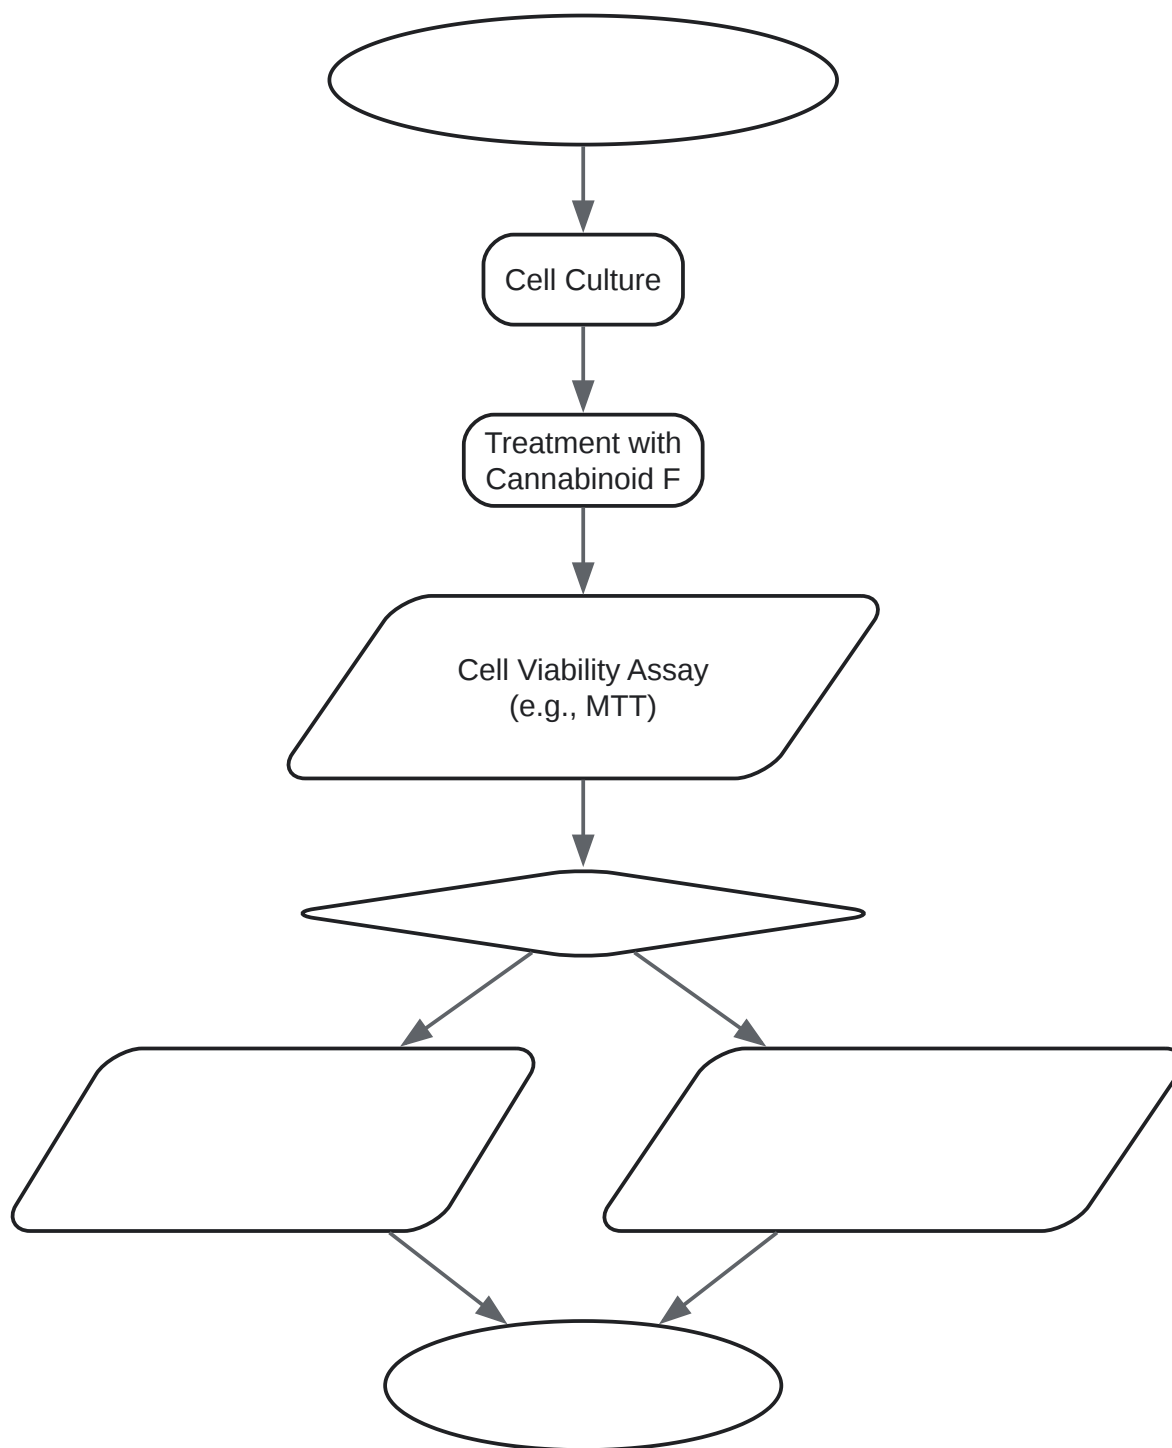 Cell Culture
Treatment with
Cannabinoid F
Cell Viability Assay
(e.g., MTT)